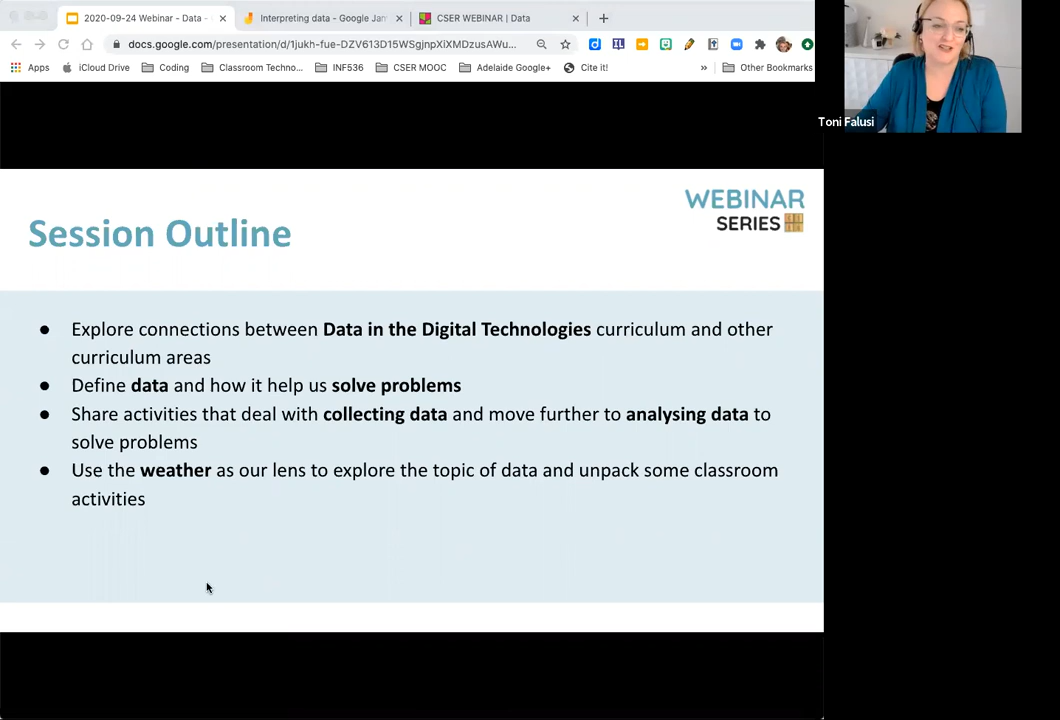 2020-09-24 Webinar - Data -
Interpreting data - Google Jam
CSER WEBINAR | Data
docs.google.com/presentation/d/1jukh-fue-DZV613D15WSgjnpXiXMDzusAWu...
Apps
iCloud Drive
Coding
Classroom Techno...
INF536
CSER MOOC
Adelaide Google+
Cite it!
»
Other Bookmarks
Toni Falusi
WEBINAR
SERIES
Session Outline
● Explore connections between Data in the Digital Technologies curriculum and other
curriculum areas
● Define data and how it help us solve problems
● Share activities that deal with collecting data and move further to analysing data to
solve problems
● Use the weather as our lens to explore the topic of data and unpack some classroom
activities